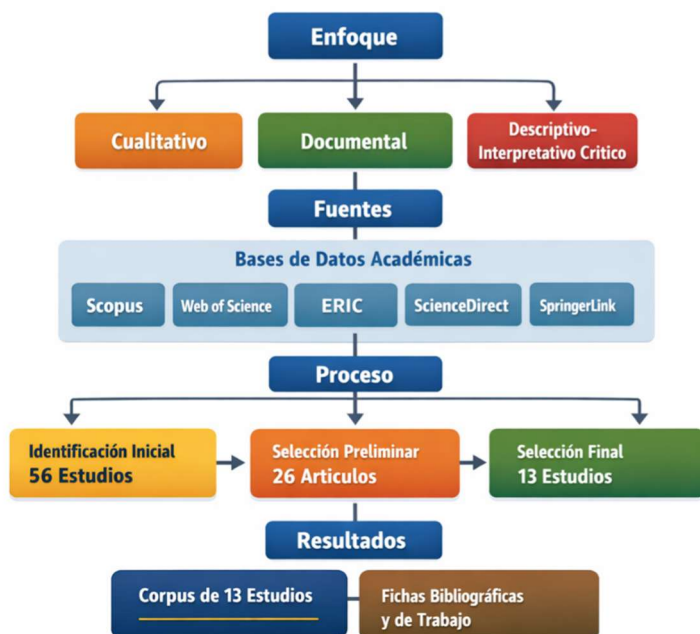 Enfoque
Cualitativo
Documental
Descriptivo-
Interpretativo Critico
Fuentes
Bases de Datos Académicas
Scopus
Web of Science
ERIC
ScienceDirect
SpringerLink
Proceso
Identificación Inicial
56 Estudios
Selección Preliminar
26 Articulos
Selección Final
13 Estudios
Resultados
Corpus de 13 Estudios
Fichas Bibliográficas
y de Trabajo